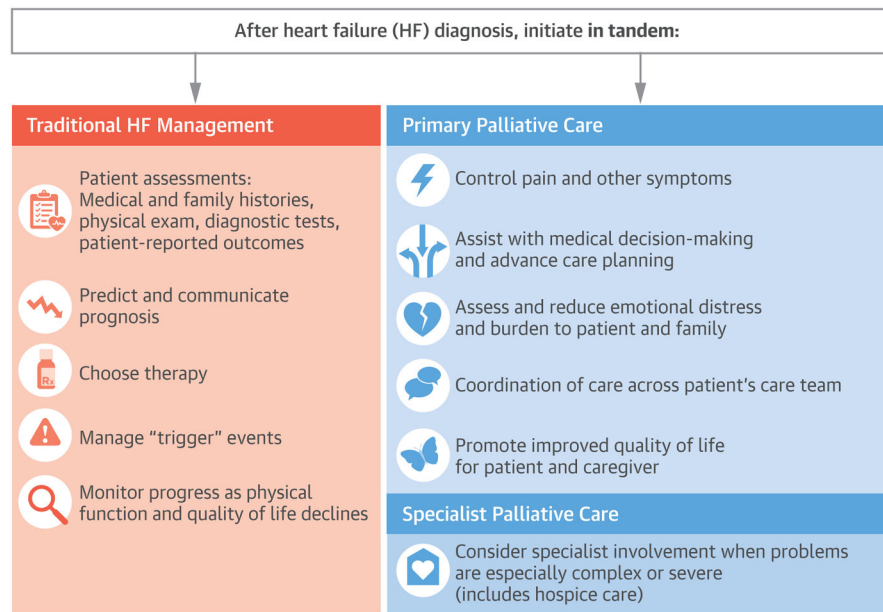 After heart failure (HF) diagnosis, initiate in tandem:
Traditional HF Management
Patient assessments:
Medical and family histories,
physical exam, diagnostic tests,
patient-reported outcomes
Predict and communicate
prognosis
Rx
Choose therapy
Manage “trigger” events
Monitor progress as physical
function and quality of life declines
Primary Palliative Care
Control pain and other symptoms
Assist with medical decision-making
and advance care planning
Assess and reduce emotional distress
and burden to patient and family
Coordination of care across patient’s care team
Promote improved quality of life
for patient and caregiver
Specialist Palliative Care
Consider specialist involvement when problems
are especially complex or severe
(includes hospice care)